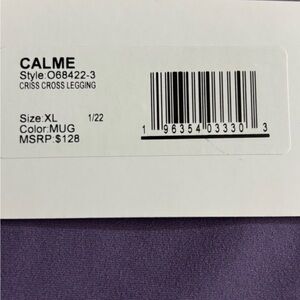 CALME
Style:O68422-3
CRISS CROSS LEGGING
Size:XL 1/22
Color:MUG
MSRP:$128
1 96354 03330 3